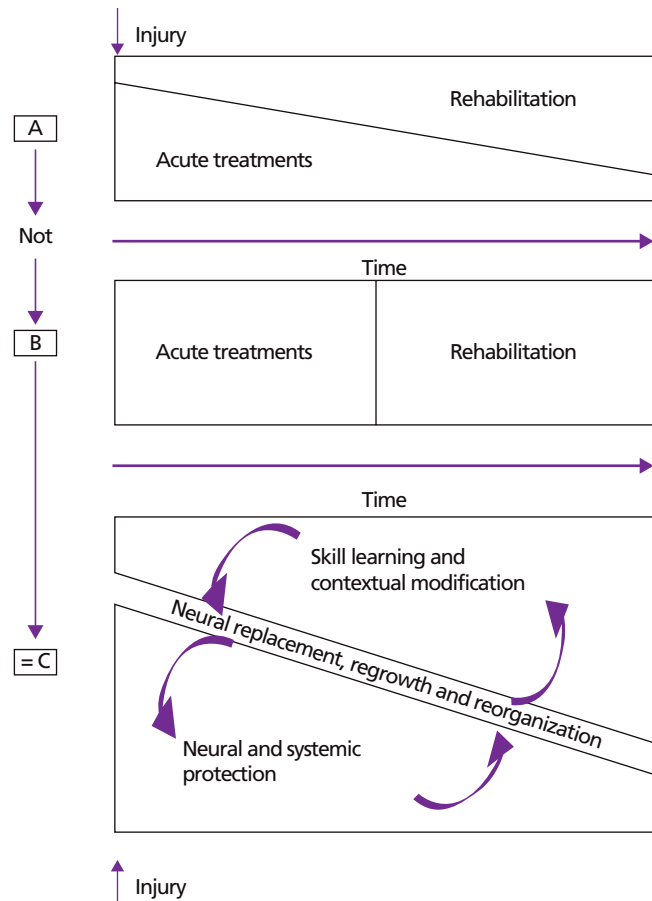 Injury
Rehabilitation
A
Acute treatments
Not
Time
B
Acute treatments
Rehabilitation
Time
Skill learning and
contextual modification
Neural replacement, regrowth and reorganization
= C
Neural and systemic
protection
Injury